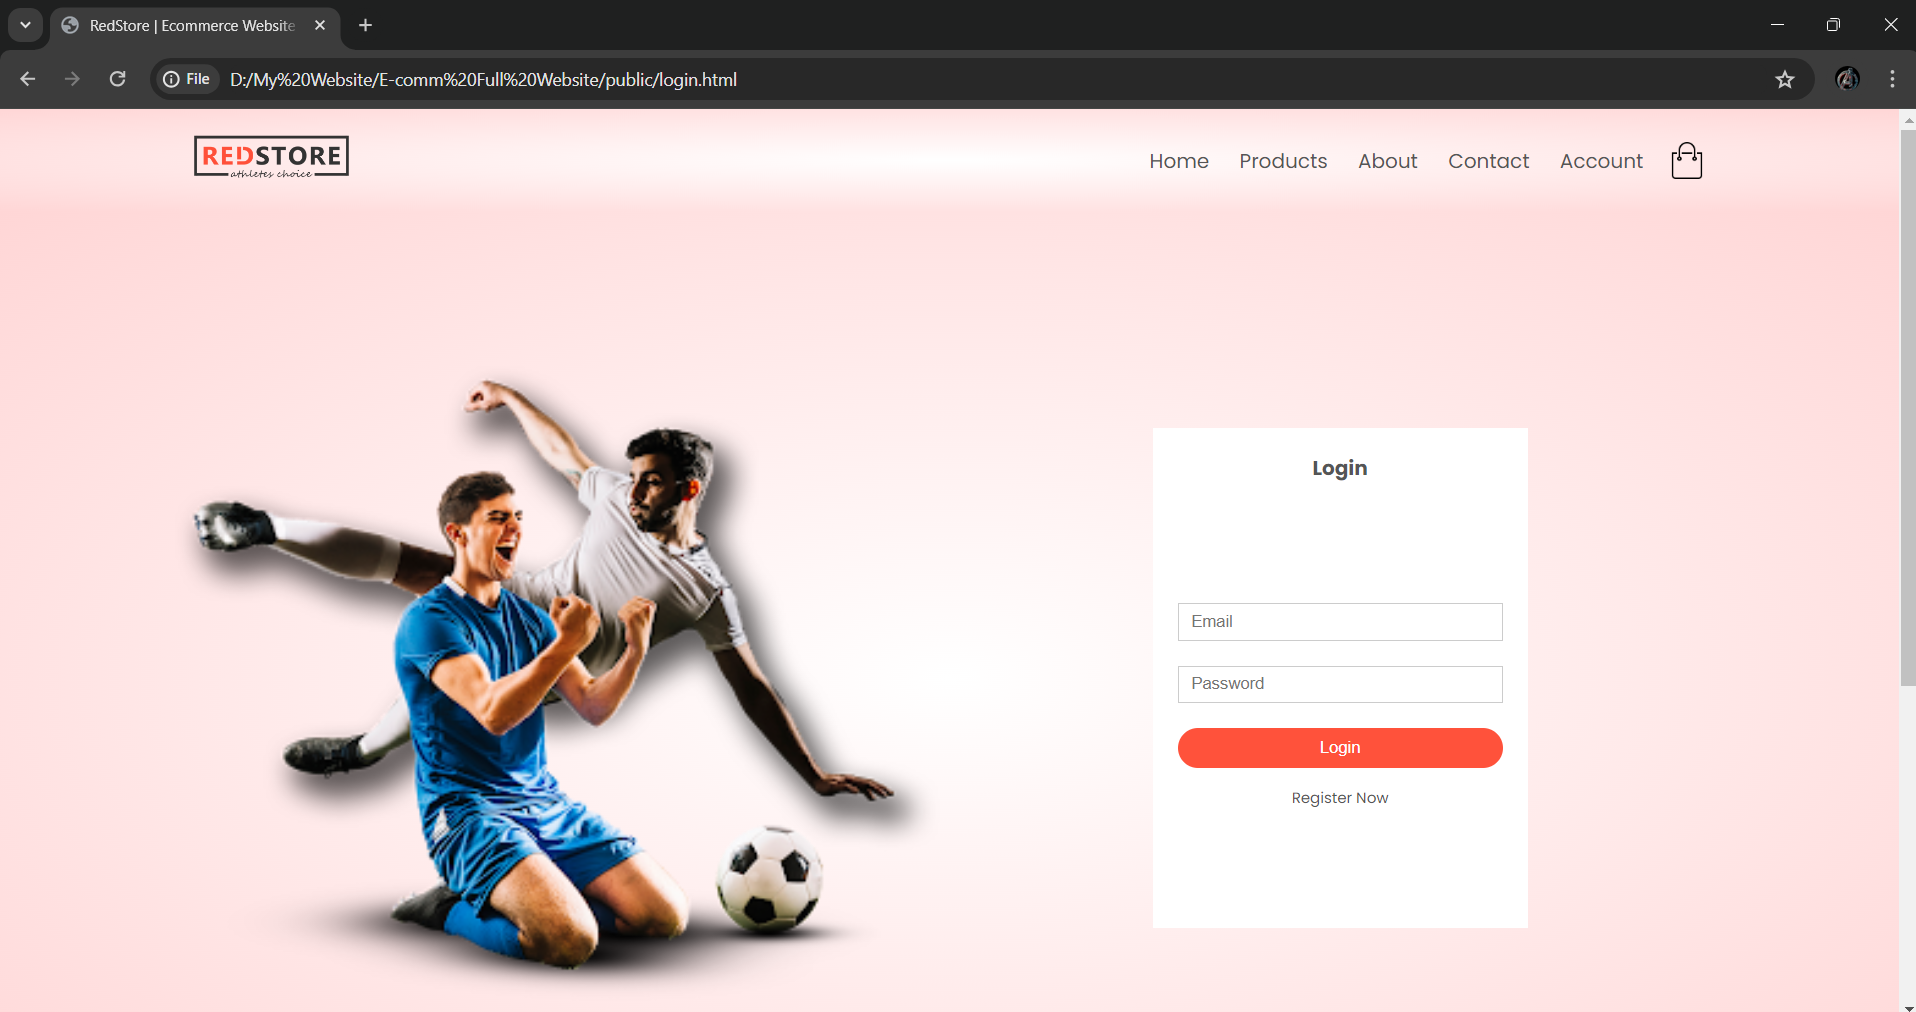 RedStore | Ecommerce Website
File
D:/My%20Website/E-comm%20Full%20Website/public/login.html
REDSTORE
athletes choice
Home Products About Contact Account
Login
Email
Password
Login
Register Now